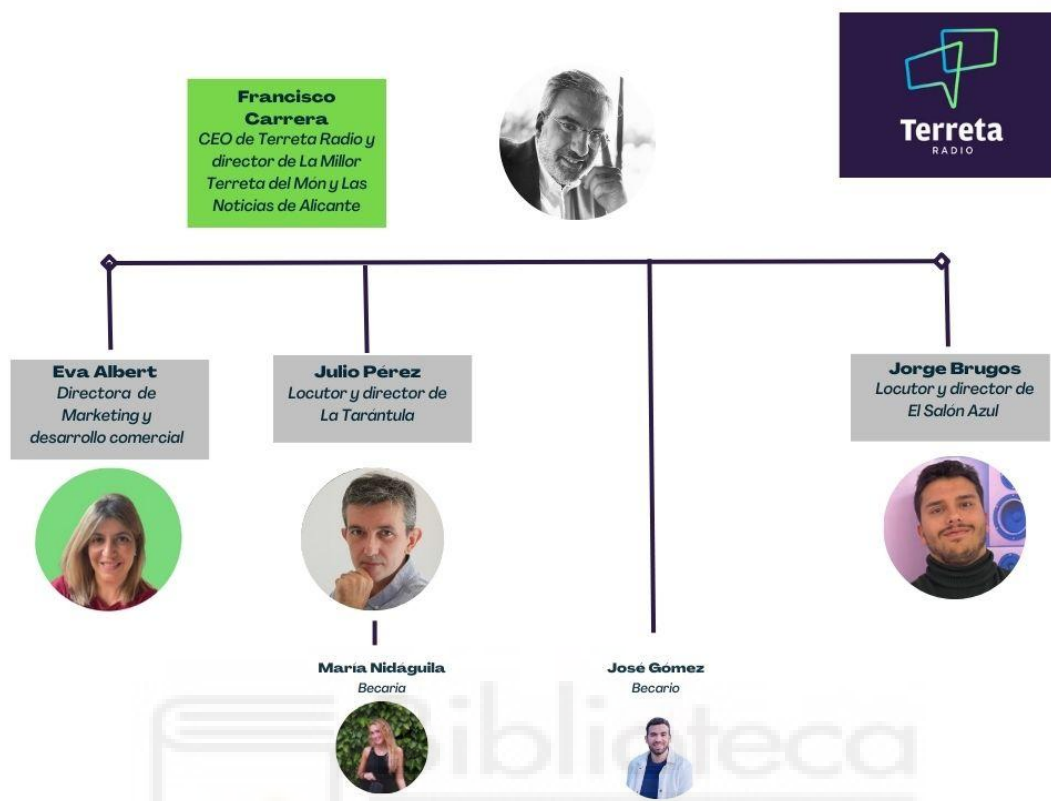 Francisco
Carrera
CEO de Terreta Radio y
director de La Millor
Terreta del Món y Las
Noticias de Alicante
Terreta
RADIO
Eva Albert
Directora de
Marketing y
desarrollo comercial
Julio Pérez
Locutor y director de
La Tarántula
Jorge Brugos
Locutor y director de
El Salón Azul
María Nidáguila
Becaria
José Gómez
Becario
Biblioteca